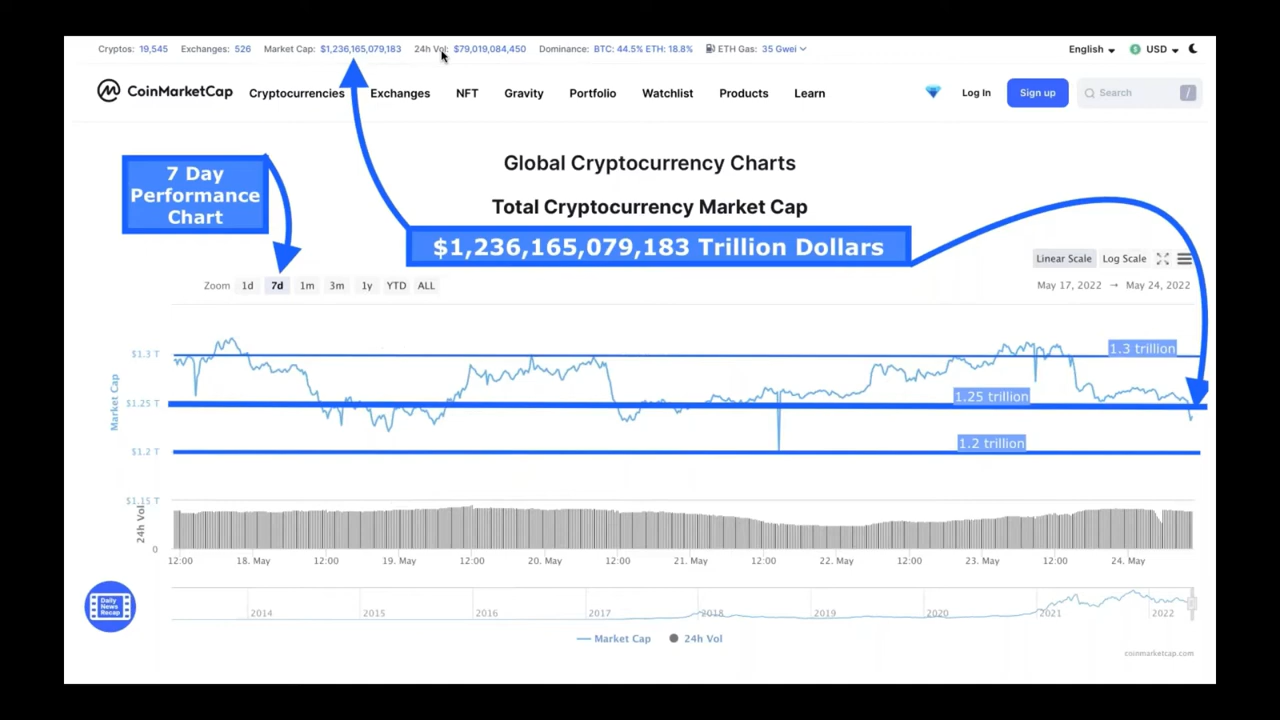 Cryptos: 19,545 Exchanges: 526 Market Cap: $1,236,165,079,183 24h Vol: $79,019,084,450 Dominance: BTC: 44.5% ETH: 18.8% ETH Gas: 35 Gwei English USD
CoinMarketCap Cryptocurrencies Exchanges NFT Gravity Portfolio Watchlist Products Learn Log In Sign up Search /
Global Cryptocurrency Charts
7 Day
Performance
Chart
Total Cryptocurrency Market Cap
$1,236,165,079,183 Trillion Dollars
Linear Scale Log Scale
Zoom 1d 7d 1m 3m 1y YTD ALL May 17, 2022 → May 24, 2022
$1.3 T 1.3 trillion
Market Cap
$1.25 T 1.25 trillion
$1.2 T 1.2 trillion
$1.15 T
24h Vol
0
12:00 18. May 12:00 19. May 12:00 20. May 12:00 21. May 12:00 22. May 12:00 23. May 12:00 24. May
Daily
News
Recap
2014 2015 2016 2017 2018 2019 2020 2021 2022
Market Cap 24h Vol
coinmarketcap.com